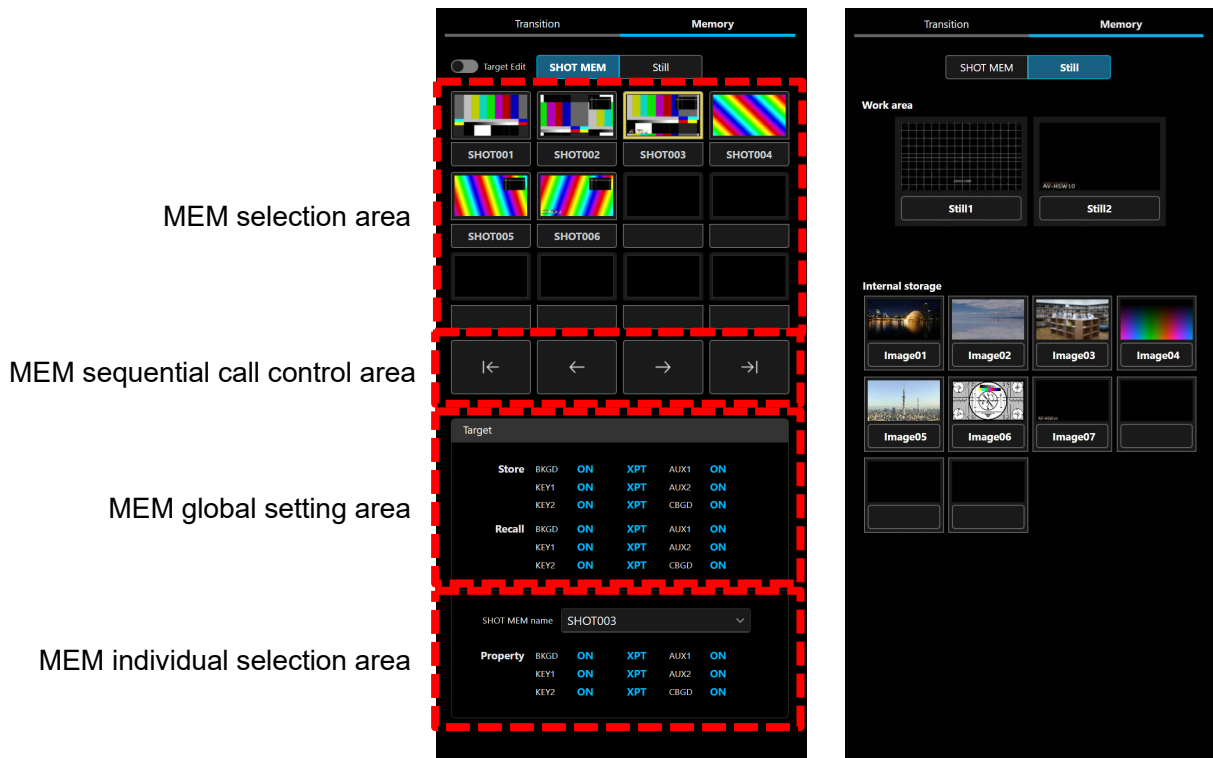 Transition Memory
Target Edit SHOT MEM Still
SHOT001 SHOT002 SHOT003 SHOT004
MEM selection area
SHOT005 SHOT006
MEM sequential call control area
Target
Store BKGD ON XPT AUX1 ON
KEY1 ON XPT AUX2 ON
KEY2 ON XPT CBGD ON
MEM global setting area
Recall BKGD ON XPT AUX1 ON
KEY1 ON XPT AUX2 ON
KEY2 ON XPT CBGD ON
SHOT MEM name SHOT003
MEM individual selection area
Property BKGD ON XPT AUX1 ON
KEY1 ON XPT AUX2 ON
KEY2 ON XPT CBGD ON
Transition Memory
SHOT MEM Still
Work area
AV-HSW10
Still1 Still2
Internal storage
Image01 Image02 Image03 Image04
AV-HSW10
Image05 Image06 Image07